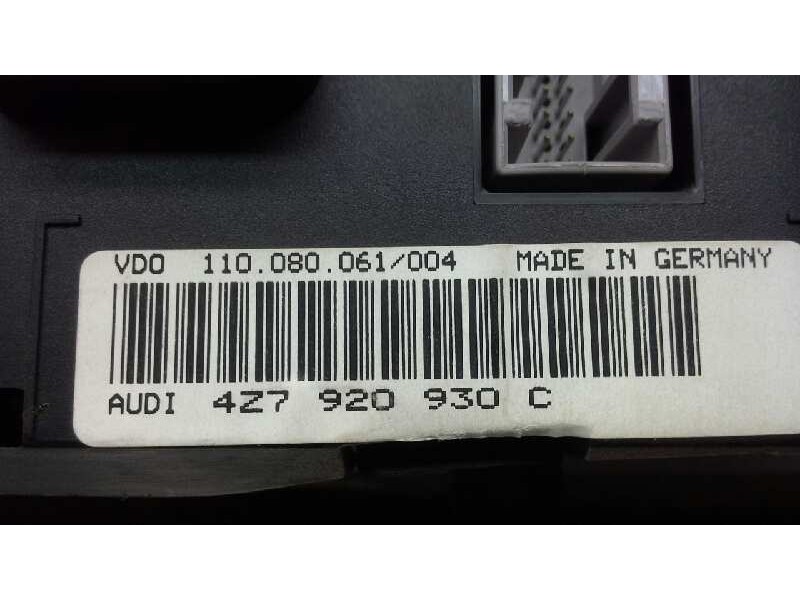 VDO 110.080.061/004 MADE IN GERMANY
AUDI 4Z7 920 930 C